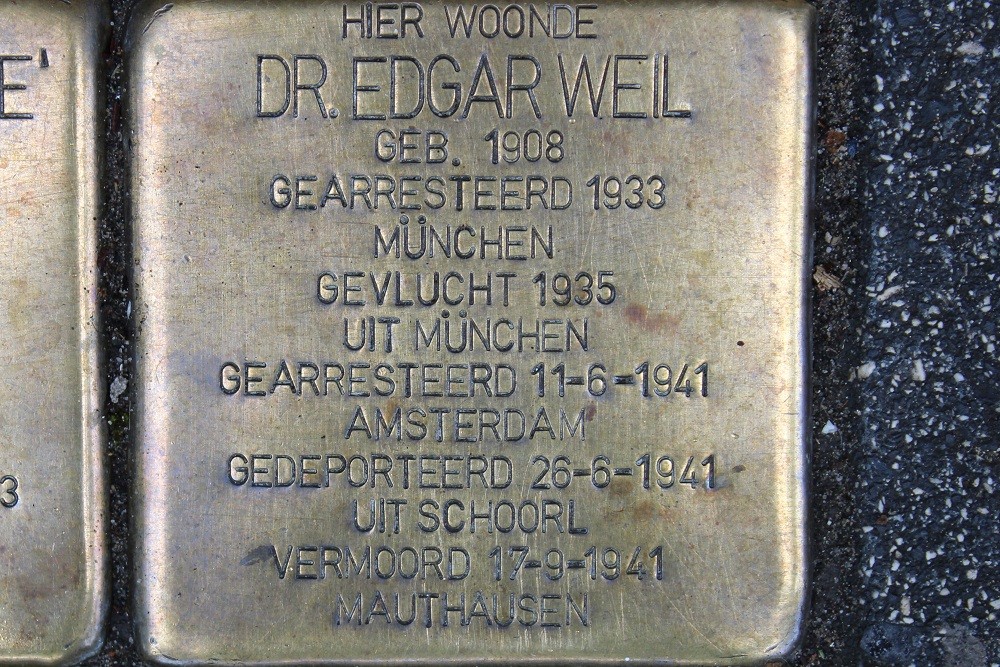 HIER WOONDE
DR. EDGAR WEIL
GEB. 1908
GEARRESTEERD 1933
MÜNCHEN
GEVLUCHT 1935
UIT MÜNCHEN
GEARRESTEERD 11-6-1941
AMSTERDAM
GEDEPORTEERD 26-6-1941
UIT SCHOORL
VERMOORD 17-9-1941
MAUTHAUSEN
E'
3